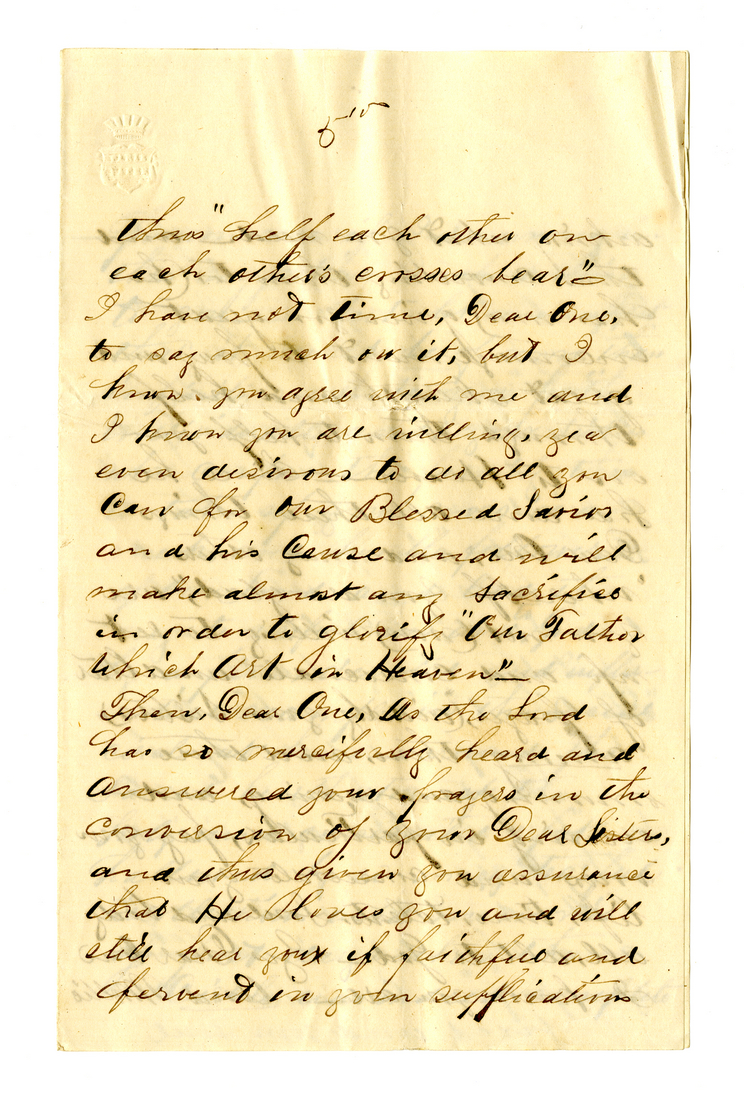 5th
thus "help each other on
each other's crosses bear"—
I have not time, Dear One,
to say much on it, but I
know you agree with me and
I know you are willing, yea
even desirous to do all you
Can for our Blessed Savior
and his Cause and will
make almost any sacrifice
in order to glorify "Our Father
which Art in Heaven"—
Then, Dear One, As the Lord
has so mercifully heard and
answered your prayers in the
conversion of your Dear Sisters,
and thus given you assurance
that He loves you and will
still hear your if faithful and
fervent in your supplications